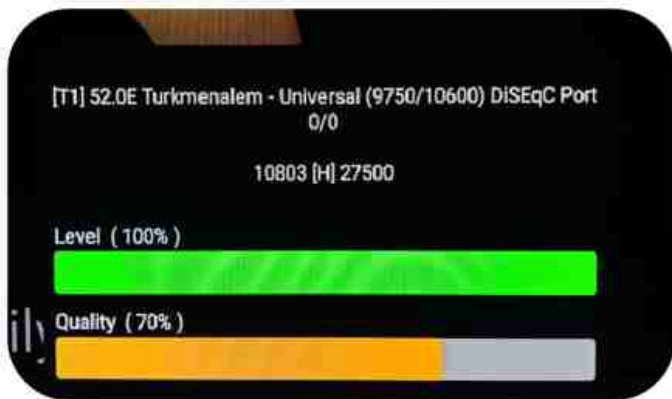 [T1] 52.0E Turkmenalem - Universal (9750/10600) DiSEqC Port
0/0
10803 [H] 27500
Level ( 100% )
Quality ( 70% )